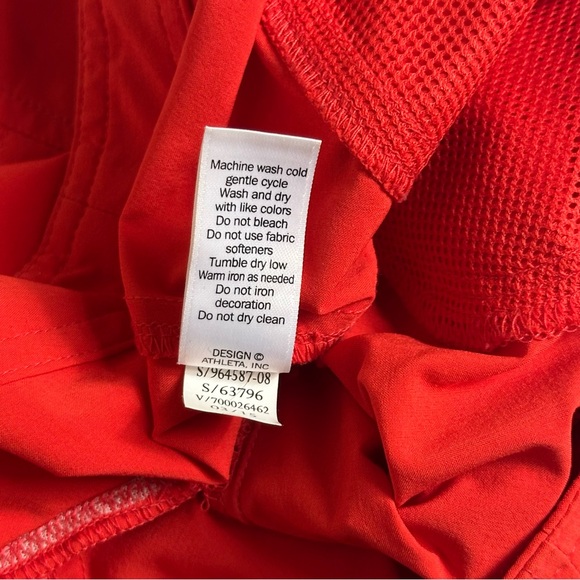 Machine wash cold
gentle cycle
Wash and dry
with like colors
Do not bleach
Do not use fabric
softeners
Tumble dry low
Warm iron as needed
Do not iron
decoration
Do not dry clean
DESIGN ©
ATHLETA, INC
S/964587-08
S/63796
V/700026462
03/15